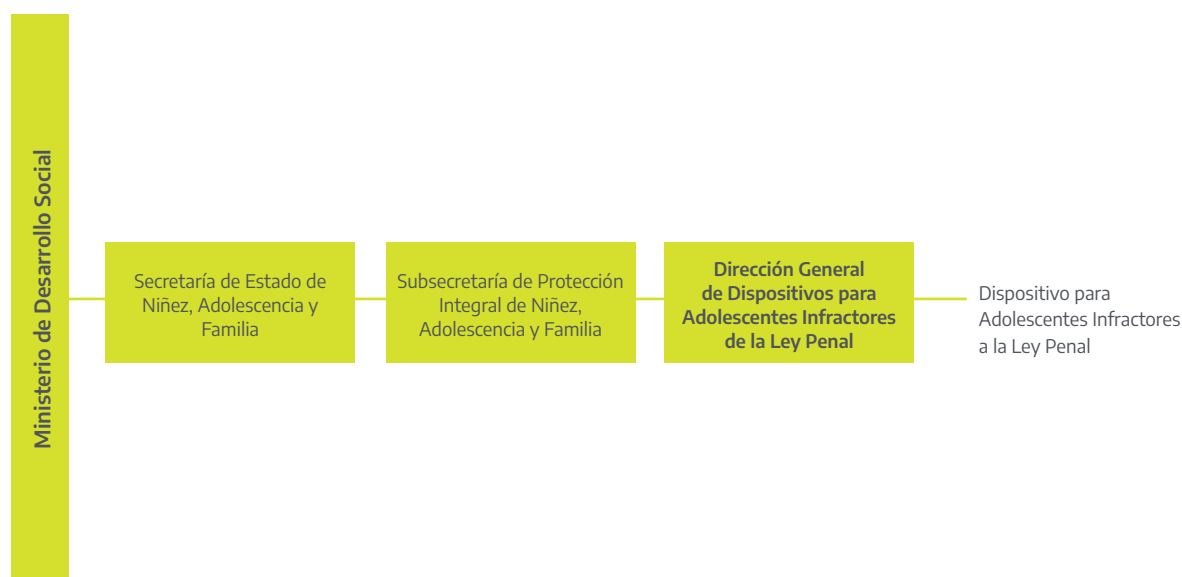 Ministerio de Desarrollo Social
Secretaría de Estado de
Niñez, Adolescencia y
Familia
Subsecretaría de Protección
Integral de Niñez,
Adolescencia y Familia
Dirección General
de Dispositivos para
Adolescentes Infractores
de la Ley Penal
Dispositivo para
Adolescentes Infractores
a la Ley Penal